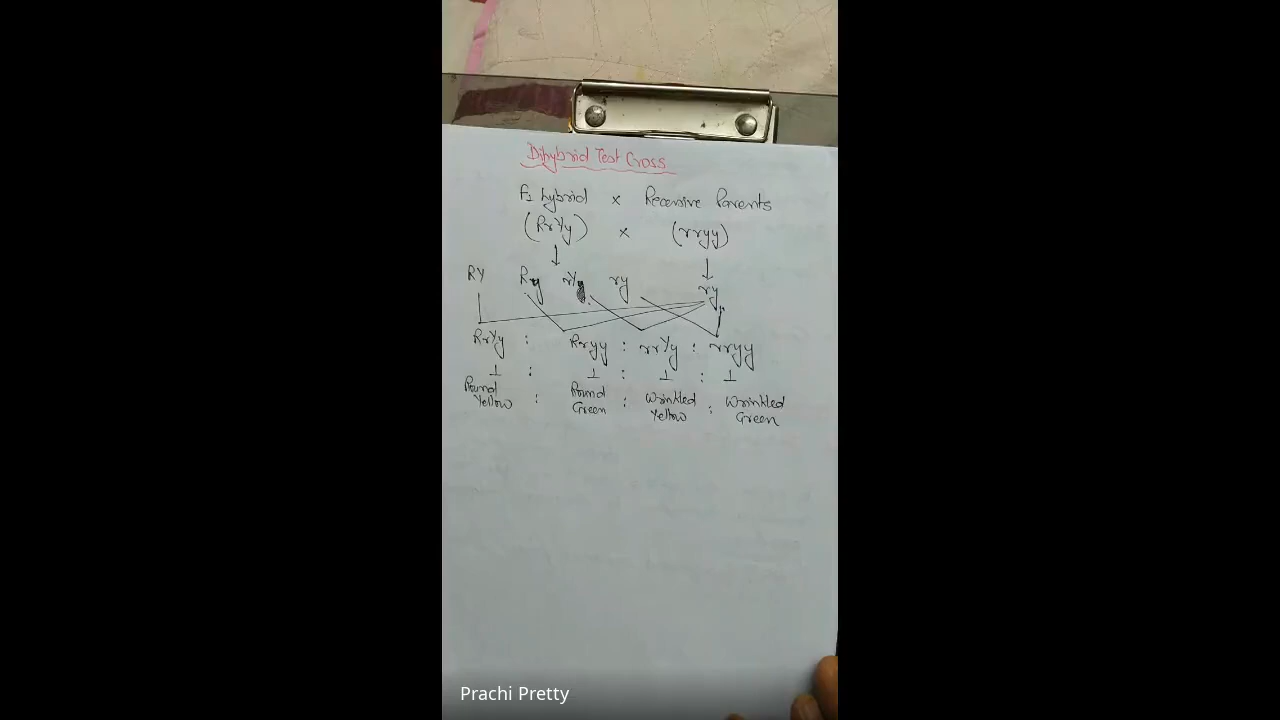 Dihybrid Test Cross
F1 hybrid × Recessive Parents
(RrYy) × (rryy)
RY Ry rY ry ry
RrYy : Rryy : rrYy : rryy
1 : 1 : 1 : 1
Round Yellow : Round Green : Wrinkled Yellow : Wrinkled Green
Prachi Pretty